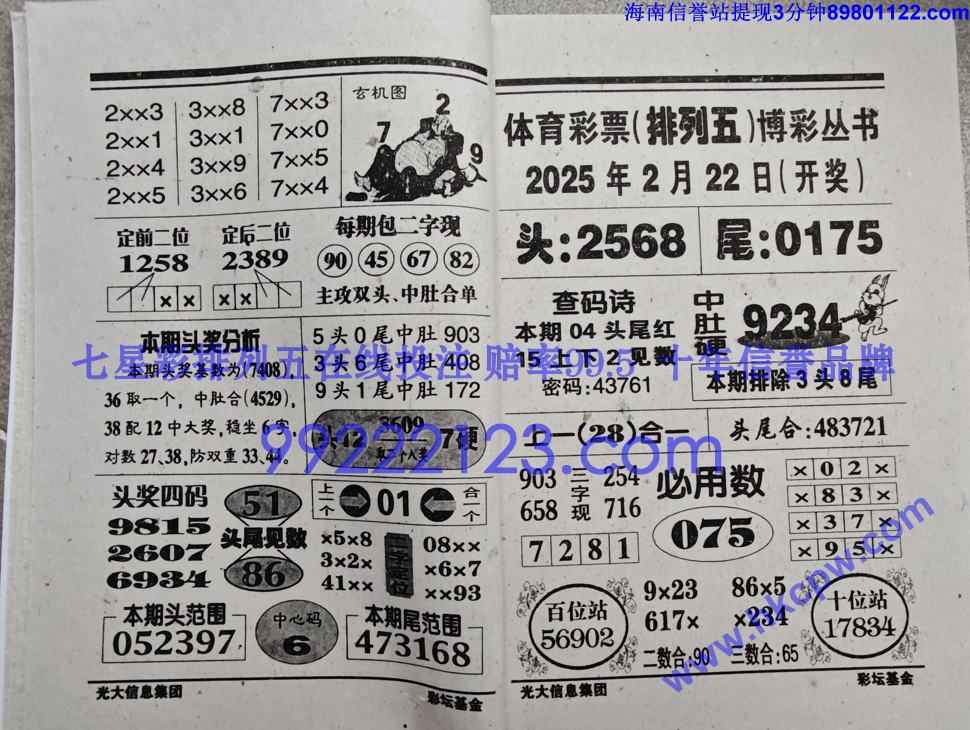 海南信誉站提现3分钟89801122.com
2××3 3××8 7××3
2××1 3××1 7××0
2××4 3××9 7××5
2××5 3××6 7××4
玄机图
2
7
9
定前二位 定后二位
1258 2389
×× ××
每期包二字现
90 45 67 82
主攻双头、中肚合单
本期头奖分析
本期头奖基数为(7408),
36取一个,中肚合(4529),
38配12中大奖,稳坐6字,
对数27、38,防双重33、44。
5头0尾中肚903
3头6尾中肚408
9头1尾中肚172
头12 3609 7硬
取二个入奖
头奖四码
9815
2607
6934
51
头尾见数
86
上一个 01 合一个
×5×8
3×2×
41××
08××
×6×7
××93
本期头范围
052397
中心码
6
本期尾范围
473168
光大信息集团 彩坛基金
体育彩票(排列五)博彩丛书
2025年2月22日(开奖)
头:2568 尾:0175
查码诗
本期04头尾红
15上下2见数
密码:43761
中肚硬
9234
本期排除3头8尾
上一(28)合一 头尾合:483721
903 三字现 254
658 716
7281
必用数
075
×02×
×83×
×37×
×95×
百位站
56902
9×23 86×5
617× ×234
二数合:90 三数合:65
十位站
17834
光大信息集团 彩坛基金
七星彩排列五在线投注 赔率99.5 十年信誉品牌
99222123.com
www.hkcpw.com